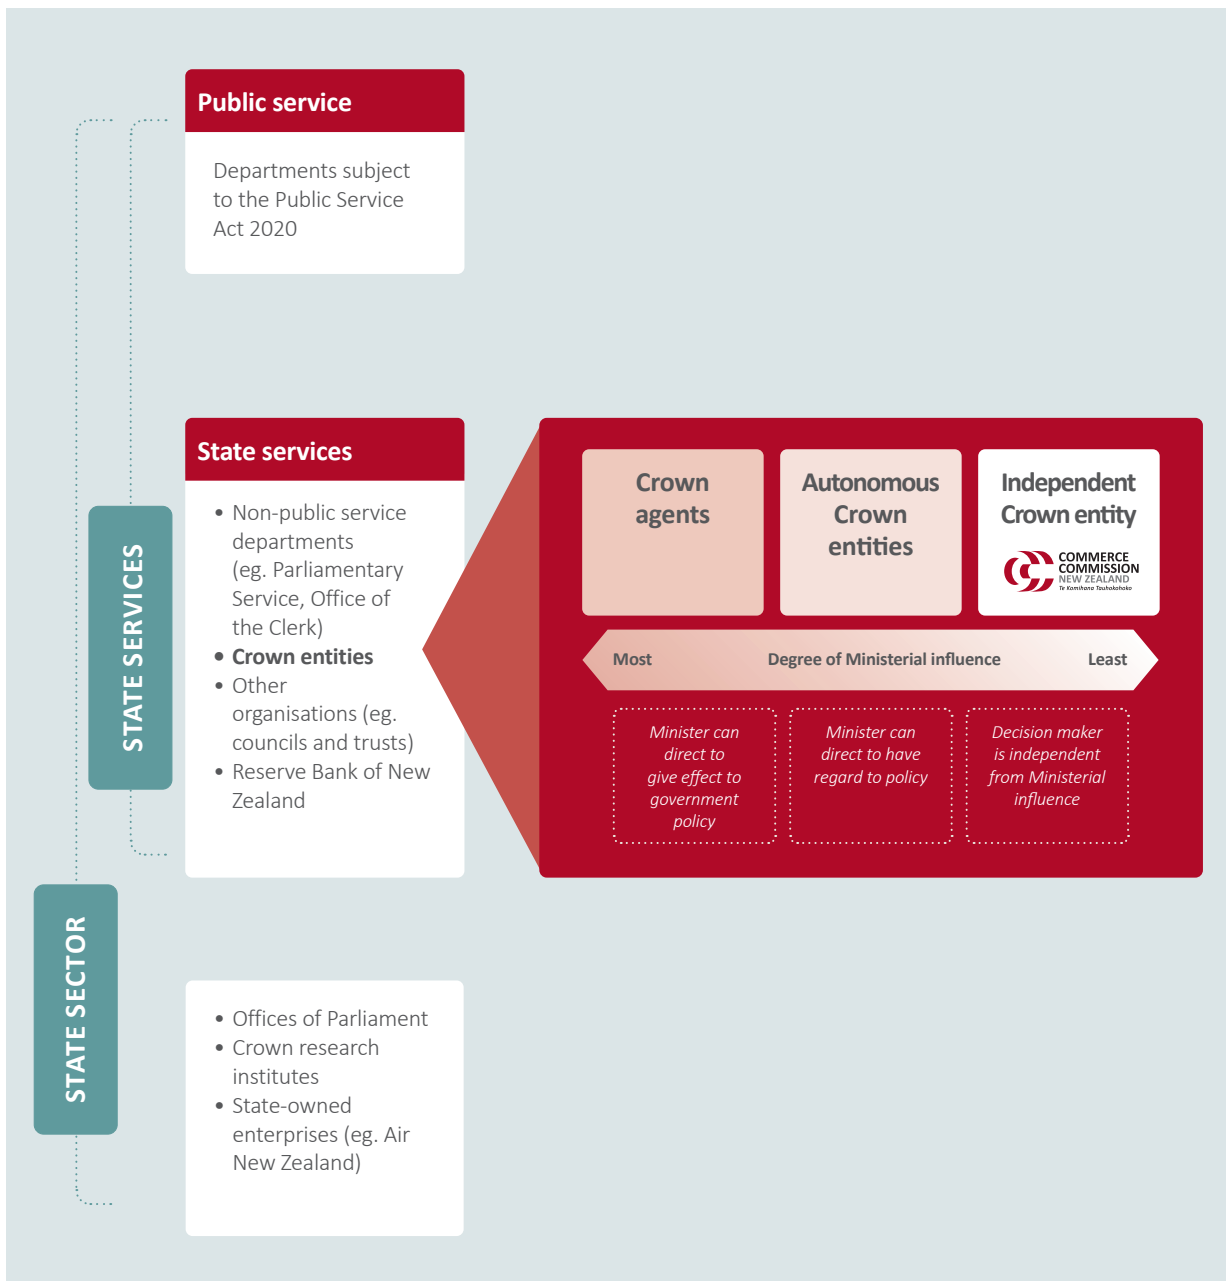 Public service
Departments subject
to the Public Service
Act 2020
STATE SERVICES
State services
• Non-public service
departments
(eg. Parliamentary
Service, Office of
the Clerk)
• Crown entities
• Other
organisations (eg.
councils and trusts)
• Reserve Bank of New
Zealand
Crown
agents
Autonomous
Crown
entities
Independent
Crown entity
COMMERCE
COMMISSION
NEW ZEALAND
Te Komihana Tauhokohoko
Most
Degree of Ministerial influence
Least
Minister can
direct to
give effect to
government
policy
Minister can
direct to have
regard to policy
Decision maker
is independent
from Ministerial
influence
STATE SECTOR
• Offices of Parliament
• Crown research
institutes
• State-owned
enterprises (eg. Air
New Zealand)